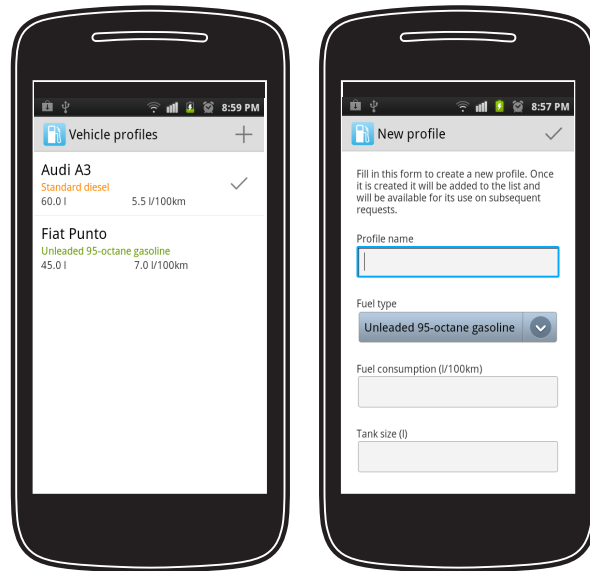 8:59 PM
Vehicle profiles
Audi A3
Standard diesel
60.0 l 5.5 l/100km
Fiat Punto
Unleaded 95-octane gasoline
45.0 l 7.0 l/100km
8:57 PM
New profile
Fill in this form to create a new profile. Once
it is created it will be added to the list and
will be available for its use on subsequent
requests.
Profile name
Fuel type
Unleaded 95-octane gasoline
Fuel consumption (l/100km)
Tank size (l)